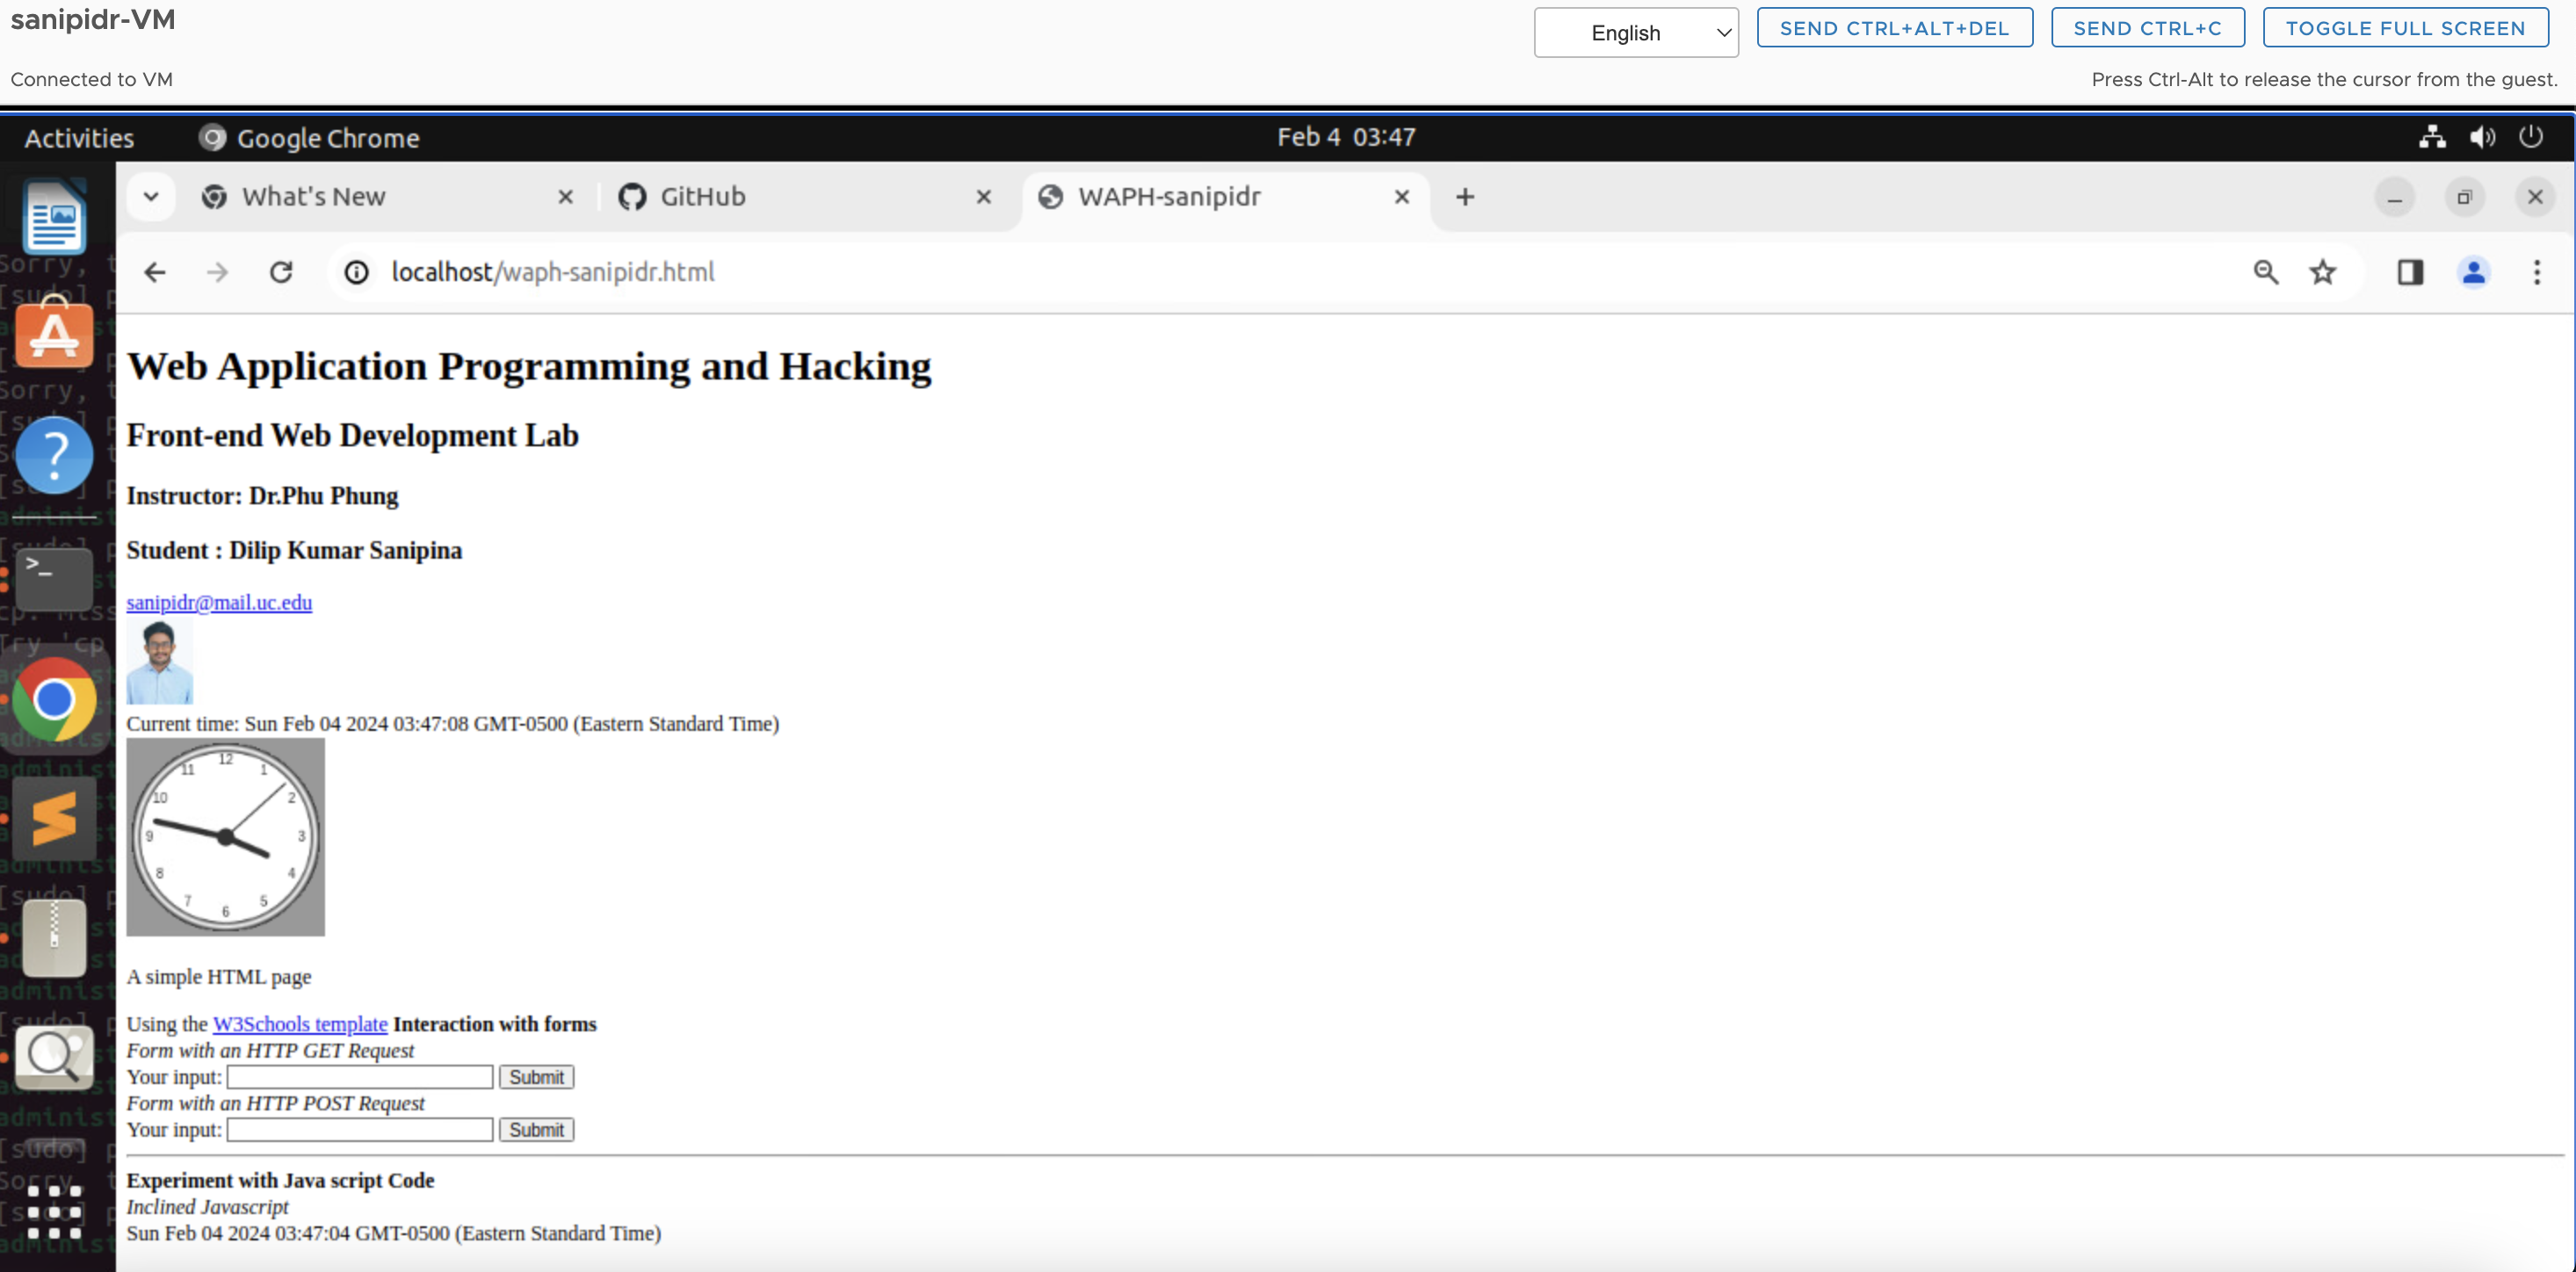 sanipidr-VM
English
SEND CTRL+ALT+DEL
SEND CTRL+C
TOGGLE FULL SCREEN
Connected to VM
Press Ctrl-Alt to release the cursor from the guest.
Activities
Google Chrome
Feb 4 03:47
What's New
GitHub
WAPH-sanipidr
localhost/waph-sanipidr.html
Web Application Programming and Hacking
Front-end Web Development Lab
Instructor: Dr.Phu Phung
Student : Dilip Kumar Sanipina
sanipidr@mail.uc.edu
Current time: Sun Feb 04 2024 03:47:08 GMT-0500 (Eastern Standard Time)
12
11 1
10 2
9 3
8 4
7 5
6
A simple HTML page
Using the W3Schools template Interaction with forms
Form with an HTTP GET Request
Your input: Submit
Form with an HTTP POST Request
Your input: Submit
Experiment with Java script Code
Inclined Javascript
Sun Feb 04 2024 03:47:04 GMT-0500 (Eastern Standard Time)